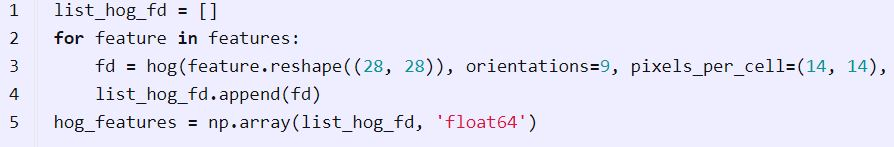 1 list_hog_fd = []
2 for feature in features:
3     fd = hog(feature.reshape((28, 28)), orientations=9, pixels_per_cell=(14, 14),
4     list_hog_fd.append(fd)
5 hog_features = np.array(list_hog_fd, 'float64')